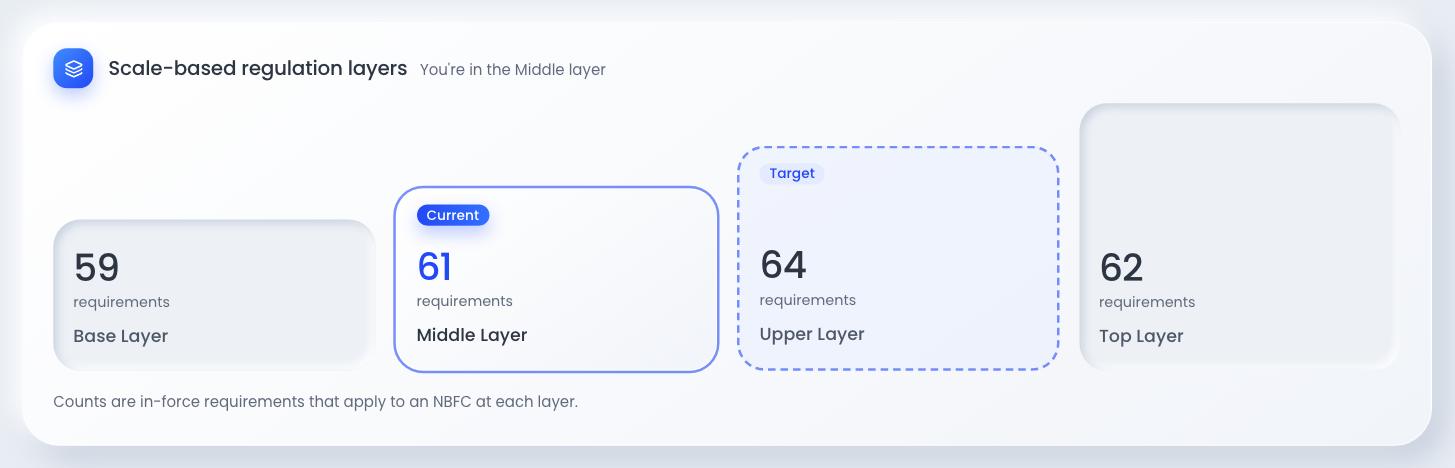 Scale-based regulation layers You're in the Middle layer
59
requirements
Base Layer
Current
61
requirements
Middle Layer
Target
64
requirements
Upper Layer
62
requirements
Top Layer
Counts are in-force requirements that apply to an NBFC at each layer.